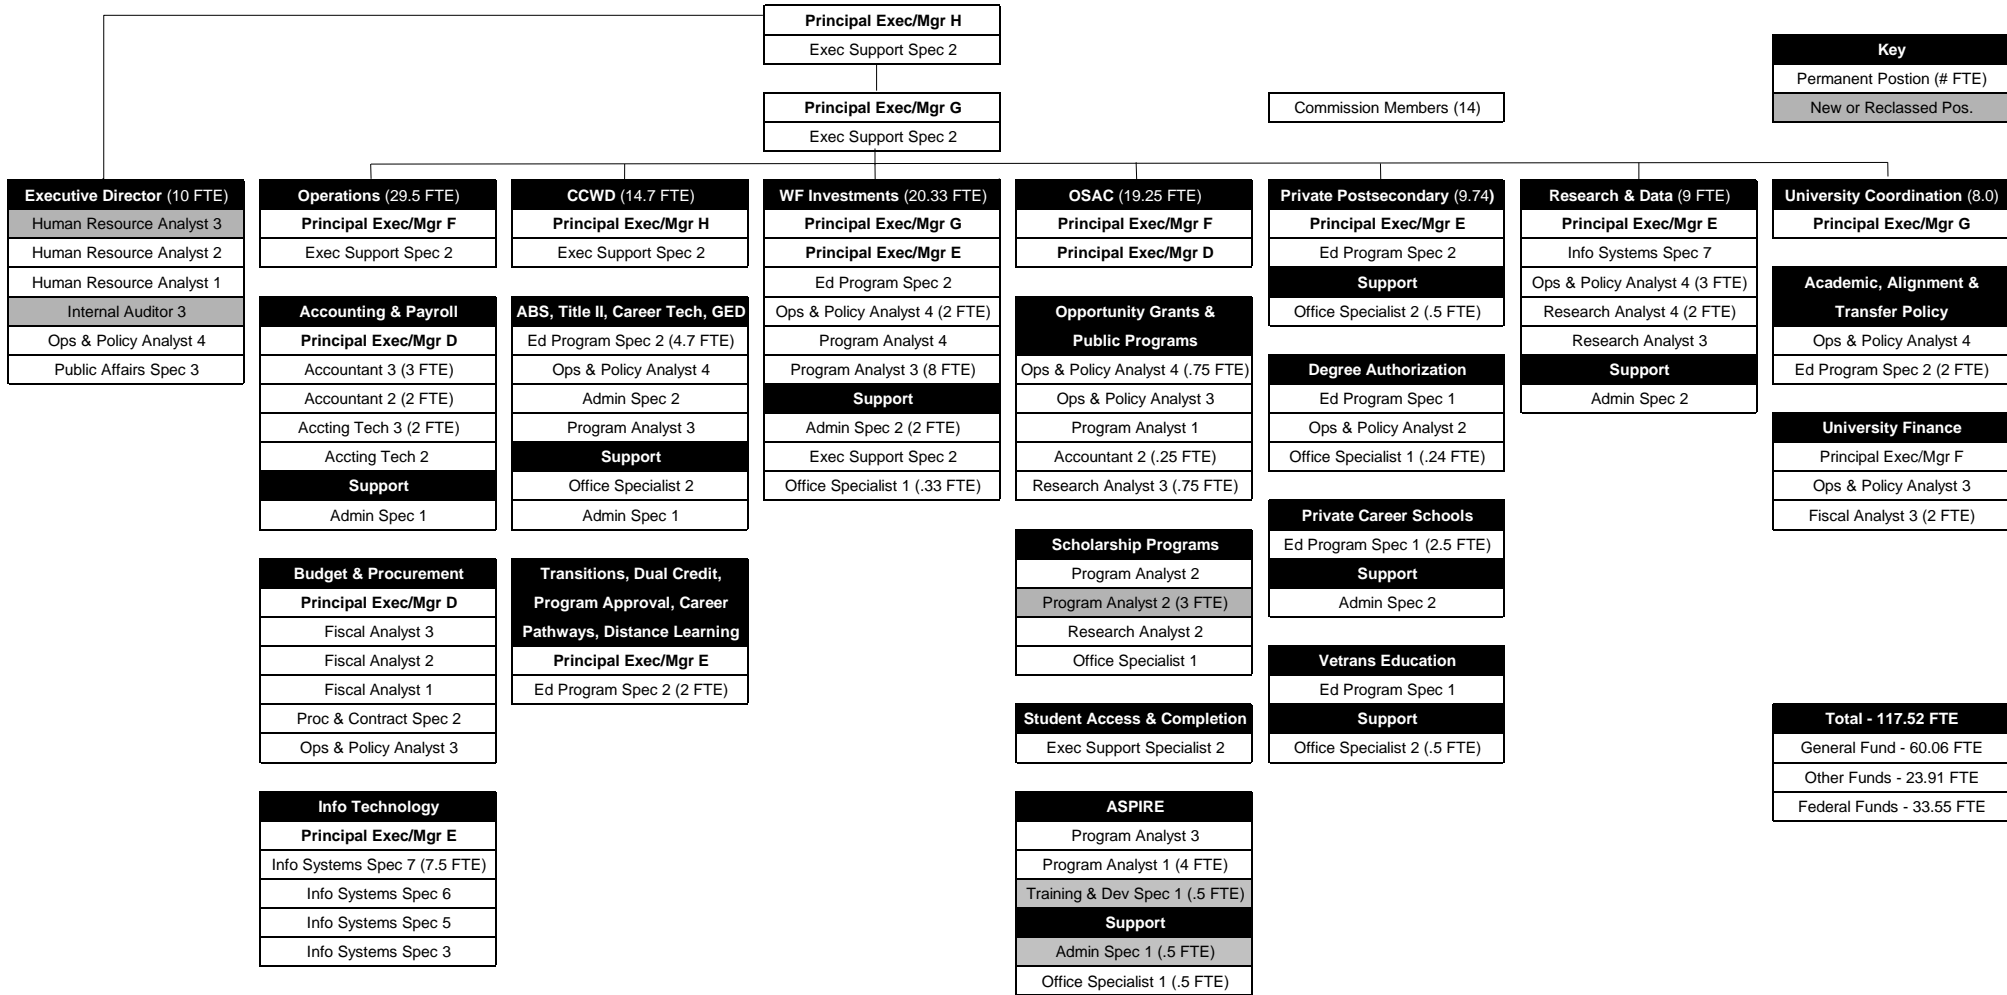 Principal Exec/Mgr H
Exec Support Spec 2
Principal Exec/Mgr G
Exec Support Spec 2
Commission Members (14)
Key
Permanent Postion (# FTE)
New or Reclassed Pos.
Executive Director (10 FTE)
Human Resource Analyst 3
Human Resource Analyst 2
Human Resource Analyst 1
Internal Auditor 3
Ops & Policy Analyst 4
Public Affairs Spec 3
Operations (29.5 FTE)
Principal Exec/Mgr F
Exec Support Spec 2
Accounting & Payroll
Principal Exec/Mgr D
Accountant 3 (3 FTE)
Accountant 2 (2 FTE)
Accting Tech 3 (2 FTE)
Accting Tech 2
Support
Admin Spec 1
Budget & Procurement
Principal Exec/Mgr D
Fiscal Analyst 3
Fiscal Analyst 2
Fiscal Analyst 1
Proc & Contract Spec 2
Ops & Policy Analyst 3
Info Technology
Principal Exec/Mgr E
Info Systems Spec 7 (7.5 FTE)
Info Systems Spec 6
Info Systems Spec 5
Info Systems Spec 3
CCWD (14.7 FTE)
Principal Exec/Mgr H
Exec Support Spec 2
ABS, Title II, Career Tech, GED
Ed Program Spec 2 (4.7 FTE)
Ops & Policy Analyst 4
Admin Spec 2
Program Analyst 3
Support
Office Specialist 2
Admin Spec 1
Transitions, Dual Credit,
Program Approval, Career
Pathways, Distance Learning
Principal Exec/Mgr E
Ed Program Spec 2 (2 FTE)
WF Investments (20.33 FTE)
Principal Exec/Mgr G
Principal Exec/Mgr E
Ed Program Spec 2
Ops & Policy Analyst 4 (2 FTE)
Program Analyst 4
Program Analyst 3 (8 FTE)
Support
Admin Spec 2 (2 FTE)
Exec Support Spec 2
Office Specialist 1 (.33 FTE)
OSAC (19.25 FTE)
Principal Exec/Mgr F
Principal Exec/Mgr D
Opportunity Grants &
Public Programs
Ops & Policy Analyst 4 (.75 FTE)
Ops & Policy Analyst 3
Program Analyst 1
Accountant 2 (.25 FTE)
Research Analyst 3 (.75 FTE)
Scholarship Programs
Program Analyst 2
Program Analyst 2 (3 FTE)
Research Analyst 2
Office Specialist 1
Student Access & Completion
Exec Support Specialist 2
ASPIRE
Program Analyst 3
Program Analyst 1 (4 FTE)
Training & Dev Spec 1 (.5 FTE)
Support
Admin Spec 1 (.5 FTE)
Office Specialist 1 (.5 FTE)
Private Postsecondary (9.74)
Principal Exec/Mgr E
Ed Program Spec 2
Support
Office Specialist 2 (.5 FTE)
Degree Authorization
Ed Program Spec 1
Ops & Policy Analyst 2
Office Specialist 1 (.24 FTE)
Private Career Schools
Ed Program Spec 1 (2.5 FTE)
Support
Admin Spec 2
Vetrans Education
Ed Program Spec 1
Support
Office Specialist 2 (.5 FTE)
Research & Data (9 FTE)
Principal Exec/Mgr E
Info Systems Spec 7
Ops & Policy Analyst 4 (3 FTE)
Research Analyst 4 (2 FTE)
Research Analyst 3
Support
Admin Spec 2
University Coordination (8.0)
Principal Exec/Mgr G
Academic, Alignment &
Transfer Policy
Ops & Policy Analyst 4
Ed Program Spec 2 (2 FTE)
University Finance
Principal Exec/Mgr F
Ops & Policy Analyst 3
Fiscal Analyst 3 (2 FTE)
Total - 117.52 FTE
General Fund - 60.06 FTE
Other Funds - 23.91 FTE
Federal Funds - 33.55 FTE